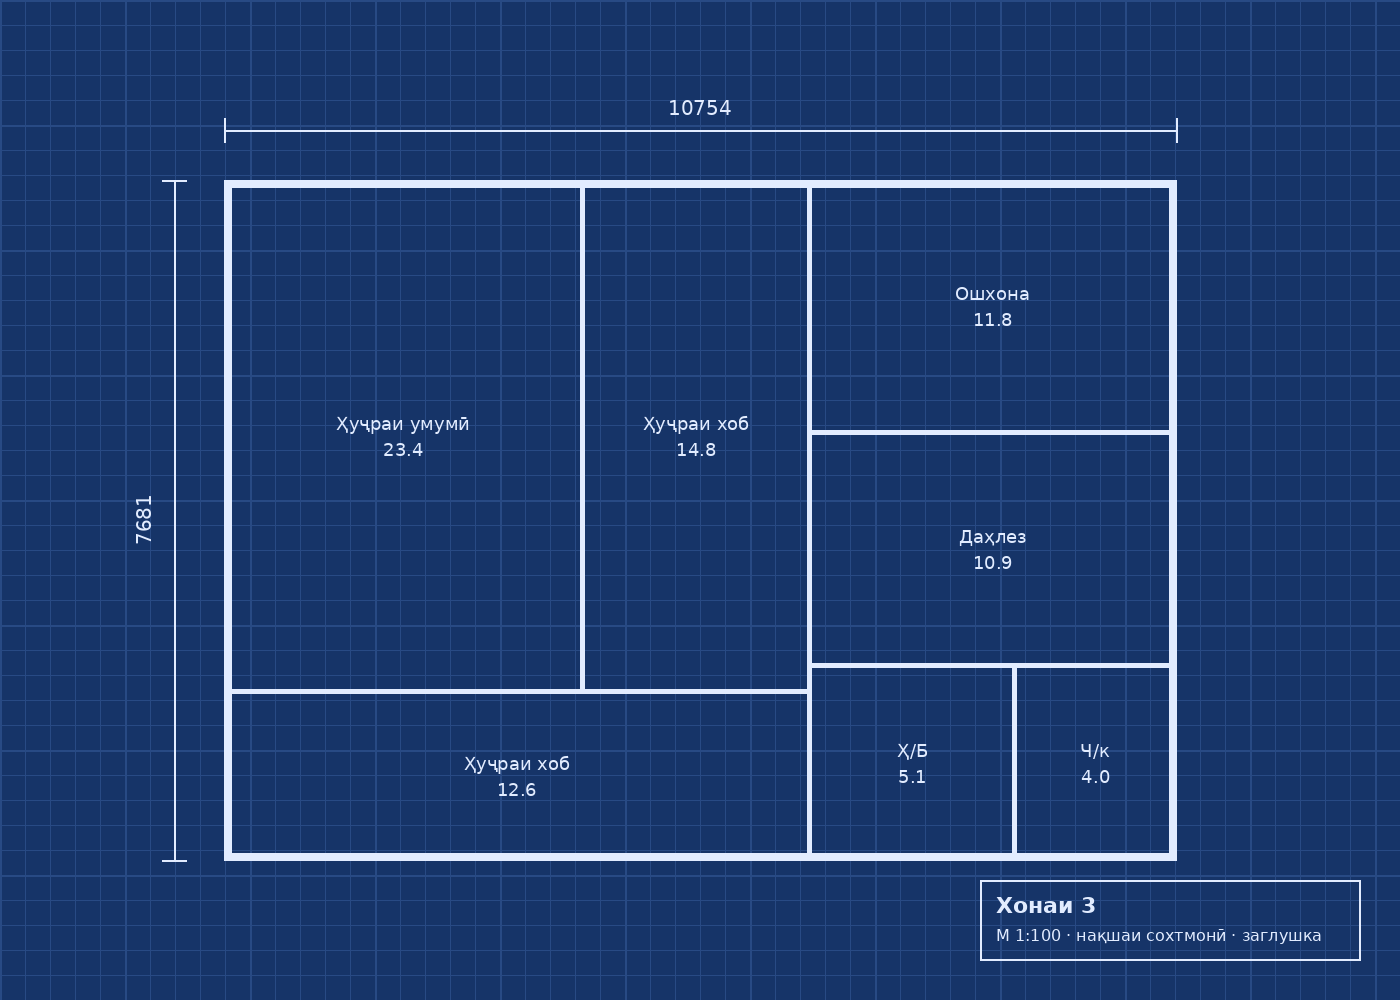 10754
7681
Ҳуҷраи умумӣ
23.4
Ҳуҷраи хоб
14.8
Ошхона
11.8
Даҳлез
10.9
Ҳуҷраи хоб
12.6
Ҳ/Б
5.1
Ч/к
4.0
Хонаи 3
М 1:100 · нақшаи сохтмонӣ · заглушка